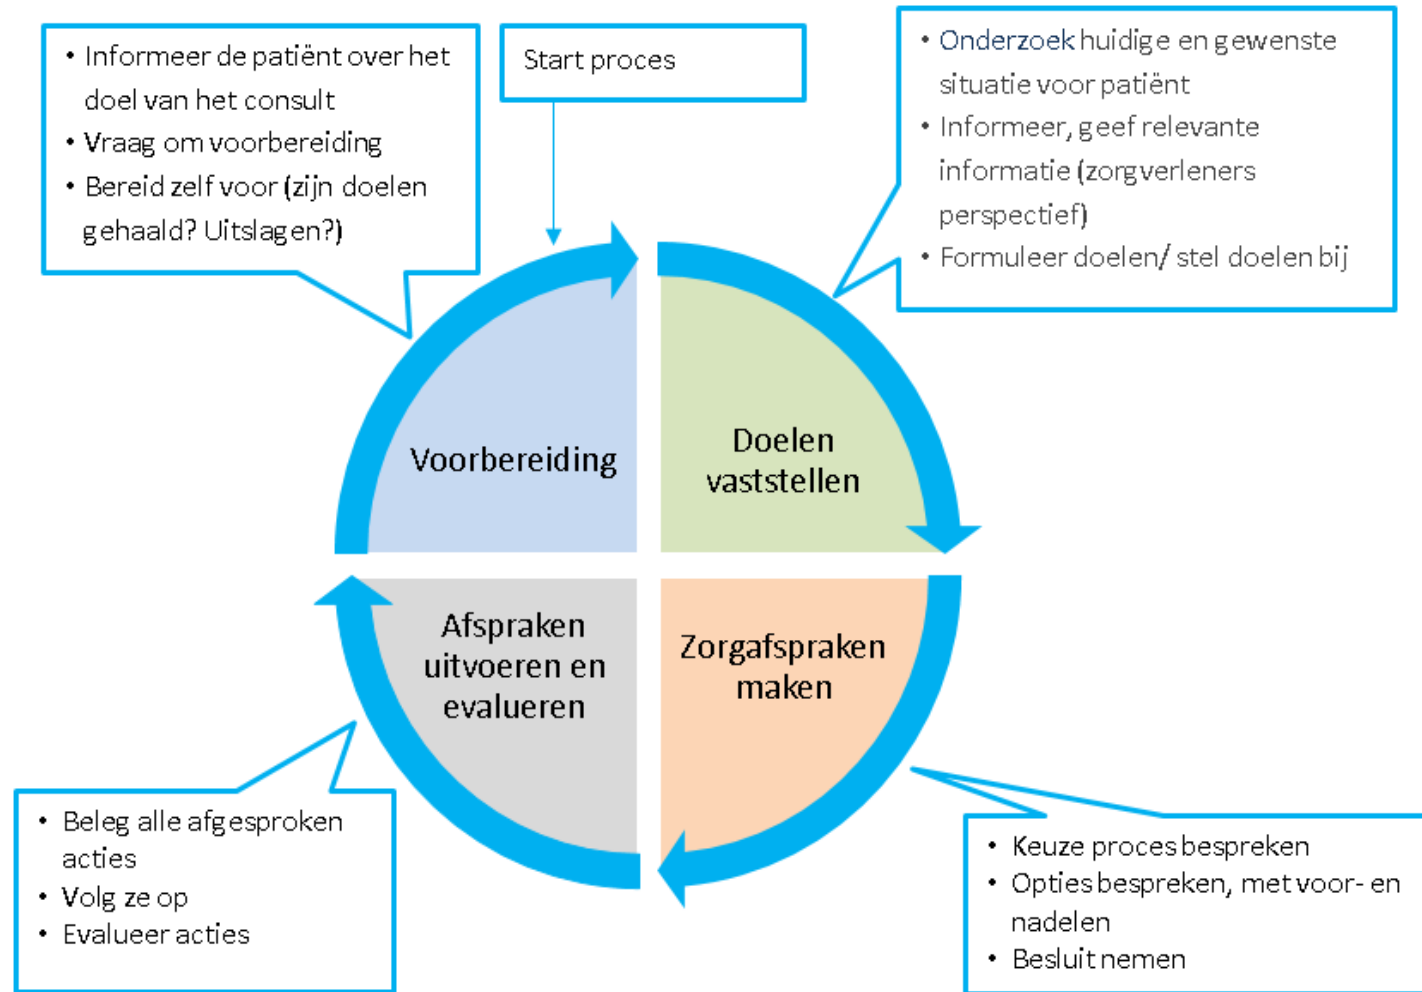 • Informeer de patiënt over het
doel van het consult
• Vraag om voorbereiding
• Bereid zelf voor (zijn doelen
gehaald? Uitslagen?)
Start proces
• Onderzoek huidige en gewenste
situatie voor patiënt
• Informeer, geef relevante
informatie (zorgverleners
perspectief)
• Formuleer doelen/ stel doelen bij
Voorbereiding
Doelen
vaststellen
Afspraken
uitvoeren en
evalueren
Zorgafspraken
maken
• Beleg alle afgesproken
acties
• Volg ze op
• Evalueer acties
• Keuze proces bespreken
• Opties bespreken, met voor- en
nadelen
• Besluit nemen